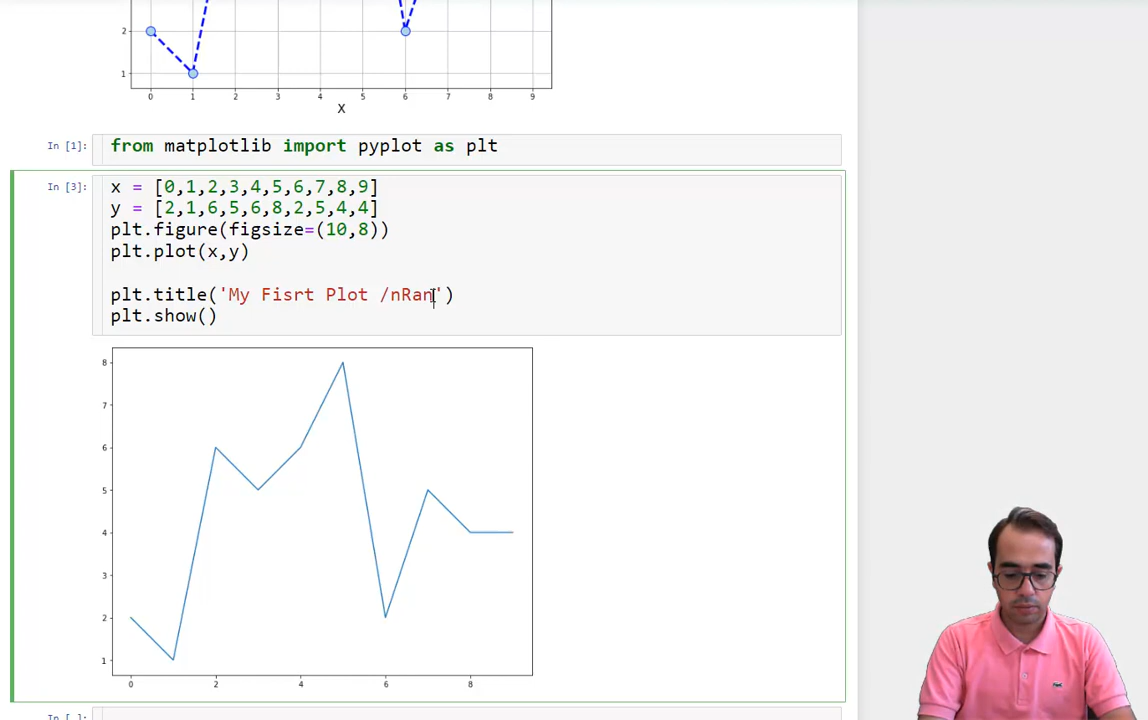 2
1
0 1 2 3 4 5 6 7 8 9
X
In [1]: from matplotlib import pyplot as plt
In [3]: x = [0,1,2,3,4,5,6,7,8,9]
y = [2,1,6,5,6,8,2,5,4,4]
plt.figure(figsize=(10,8))
plt.plot(x,y)
plt.title('My Fisrt Plot /nRan')
plt.show()
8
7
6
5
4
3
2
1
0 2 4 6 8
In [ ]: